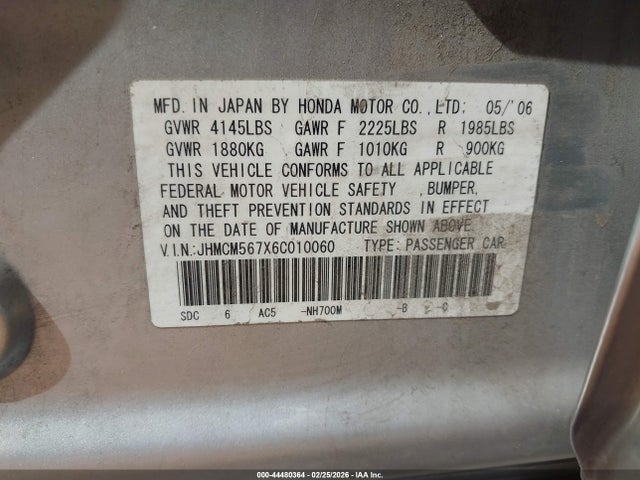 MFD. IN JAPAN BY HONDA MOTOR CO., LTD: 05/'06
GVWR 4145LBS GAWR F 2225LBS R 1985LBS
GVWR 1880KG GAWR F 1010KG R 900KG
THIS VEHICLE CONFORMS TO ALL APPLICABLE
FEDERAL MOTOR VEHICLE SAFETY , BUMPER,
AND THEFT PREVENTION STANDARDS IN EFFECT
ON THE DATE OF MANUFACTURE SHOWN ABOVE.
V.I.N.:JHMCM567X6C010060 TYPE: PASSENGER CAR
SDC 6 AC5 -NH700M -B -C
000-44480364 - 02/25/2026 - IAA Inc.